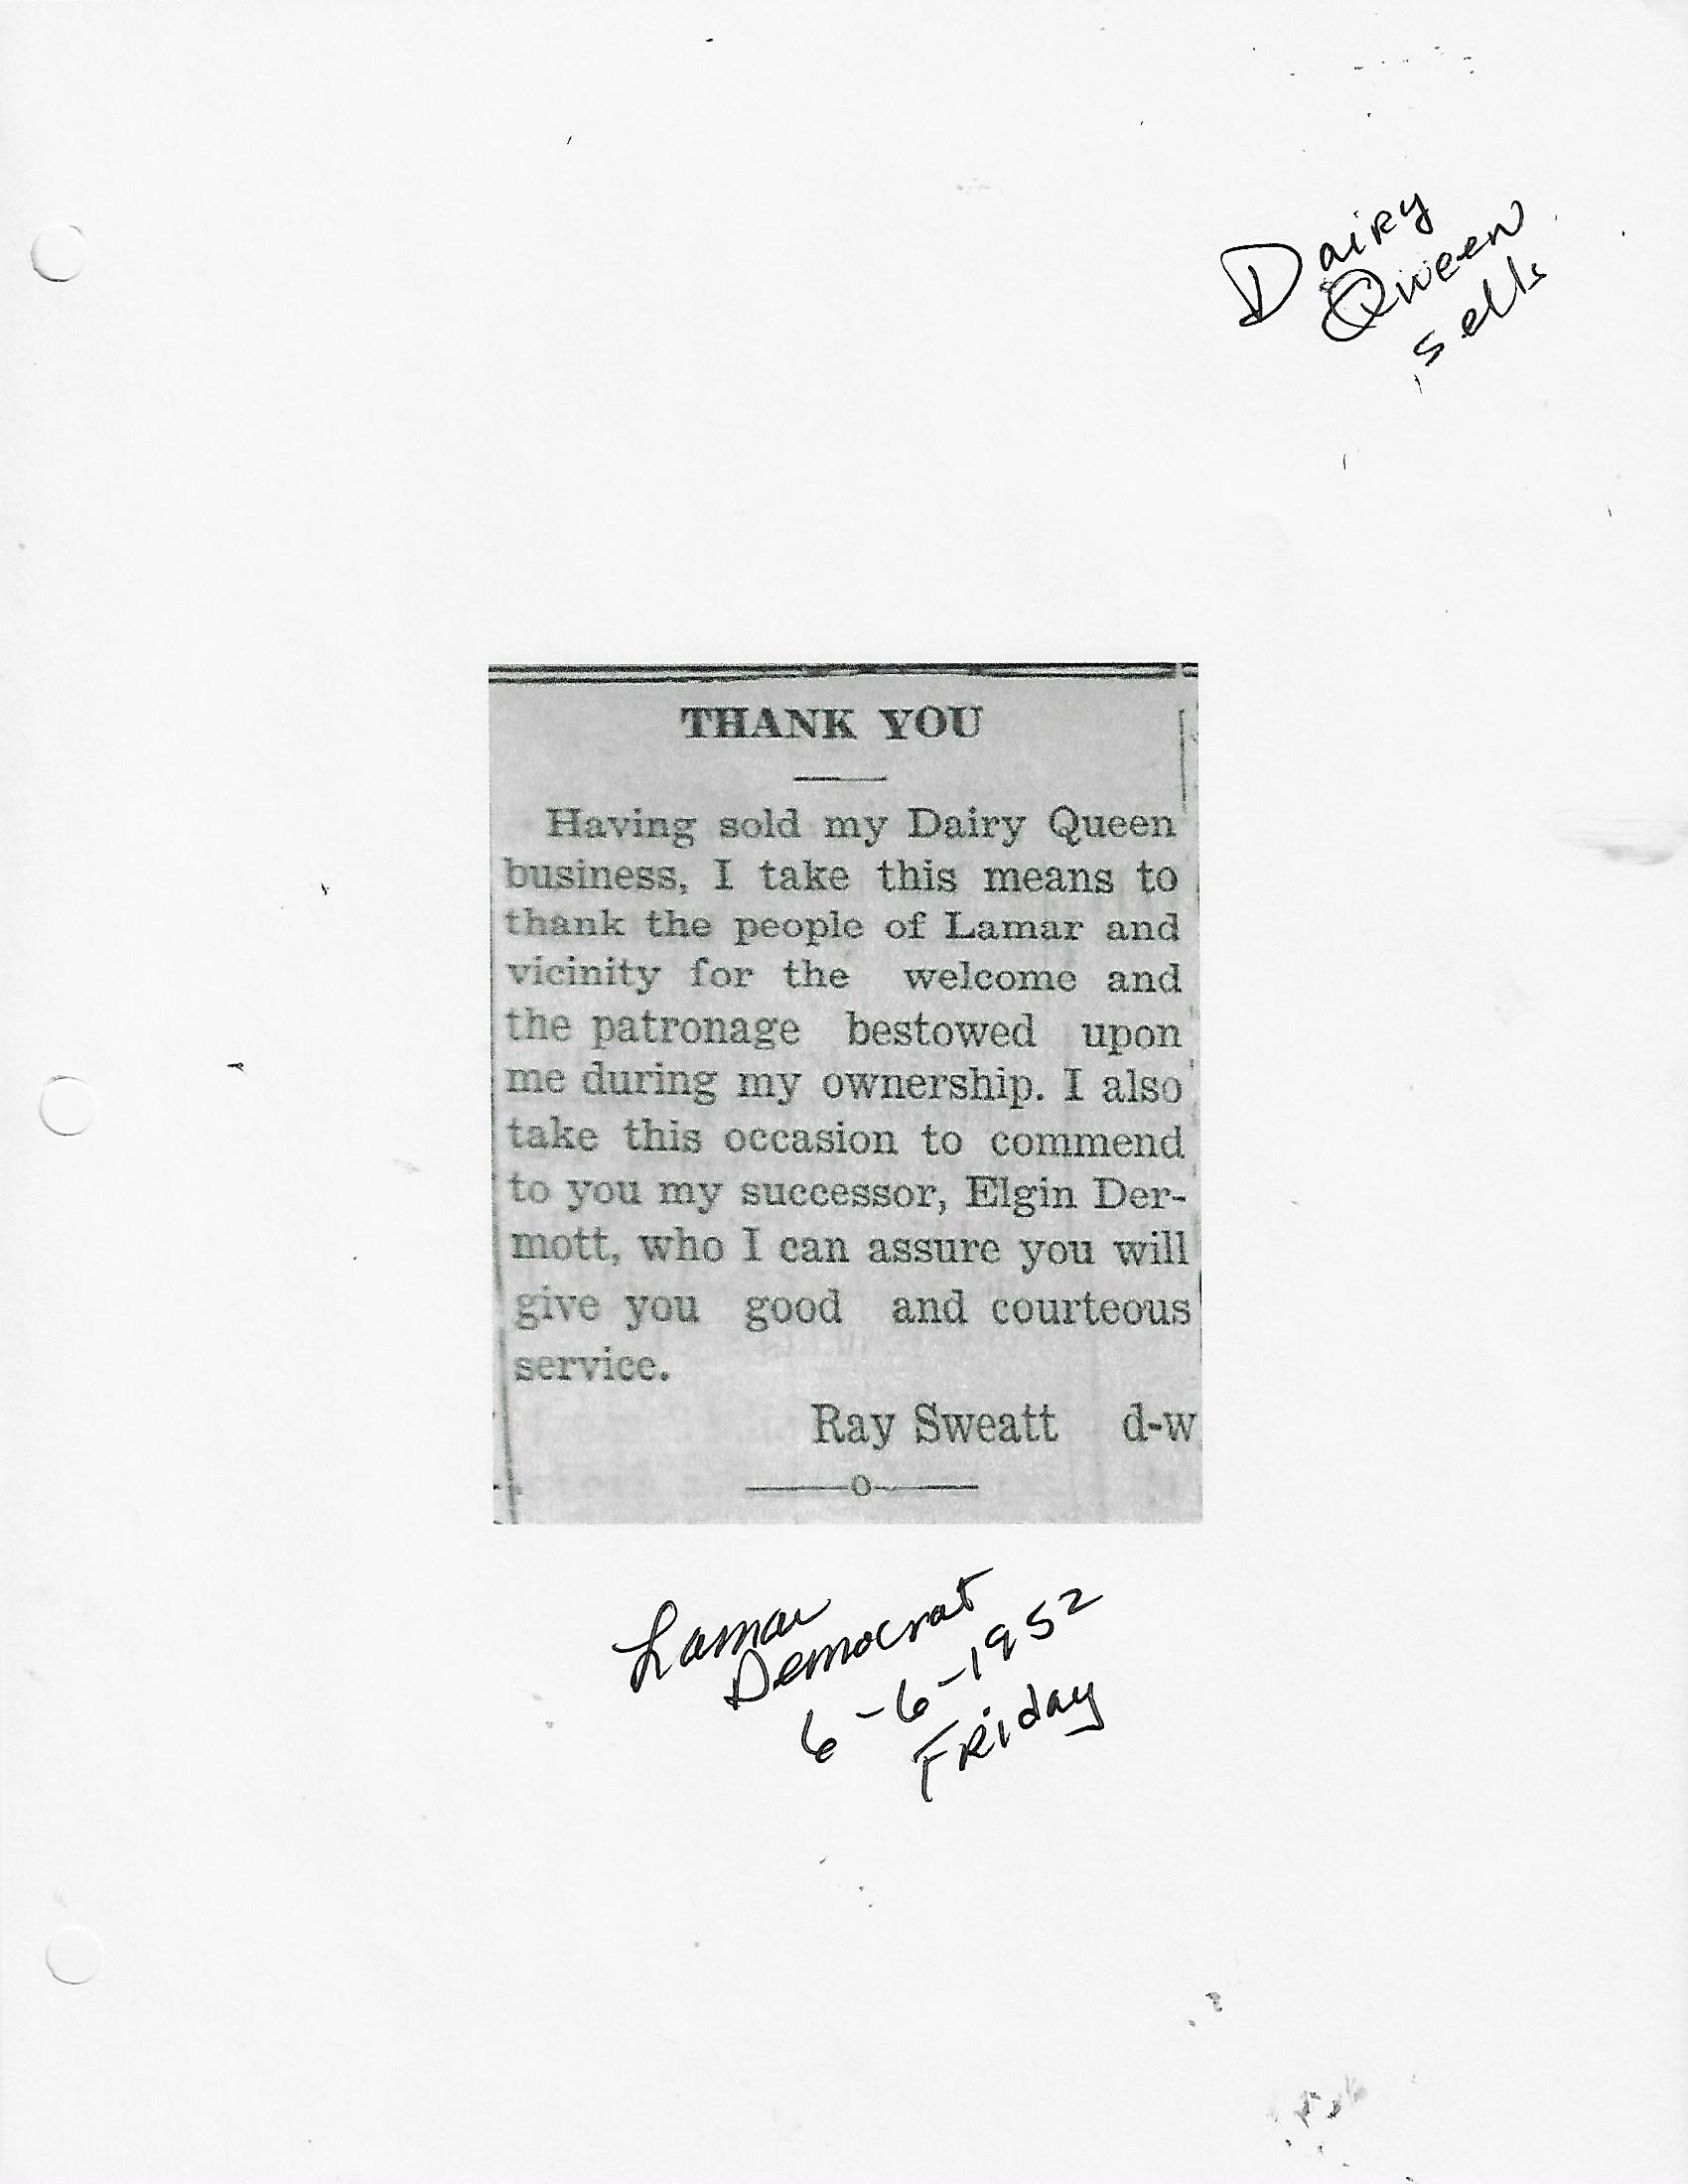 Dairy
Queen
sells
THANK YOU
Having sold my Dairy Queen
business, I take this means to
thank the people of Lamar and
vicinity for the welcome and
the patronage bestowed upon
me during my ownership. I also
take this occasion to commend
to you my successor, Elgin Der-
mott, who I can assure you will
give you good and courteous
service.
Ray Sweatt d-w
Lamar
Democrat
6-6-1952
Friday